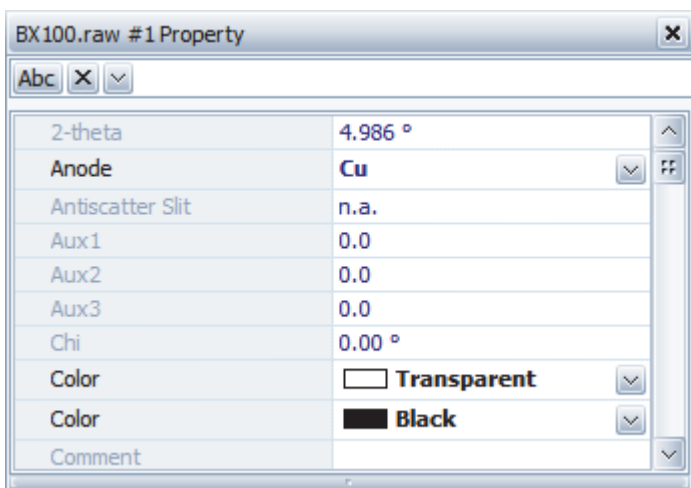 BX100.raw #1 Property
Abc
2-theta 4.986 °
Anode Cu
Antiscatter Slit n.a.
Aux1 0.0
Aux2 0.0
Aux3 0.0
Chi 0.00 °
Color Transparent
Color Black
Comment